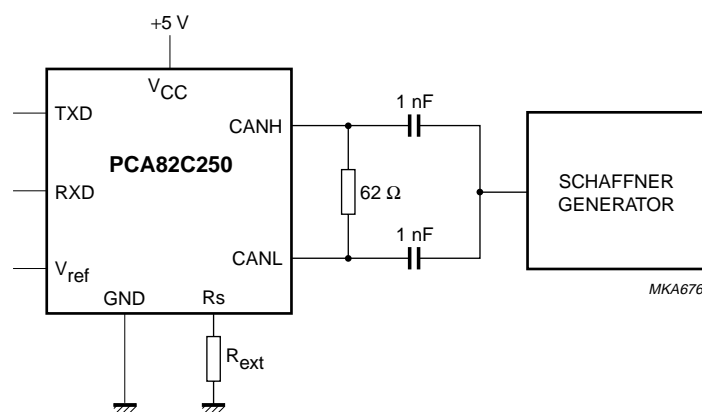 +5 V
VCC
TXD
CANH
1 nF
PCA82C250
RXD
62 Ω
SCHAFFNER
GENERATOR
1 nF
Vref
CANL
GND
Rs
MKA676
Rext